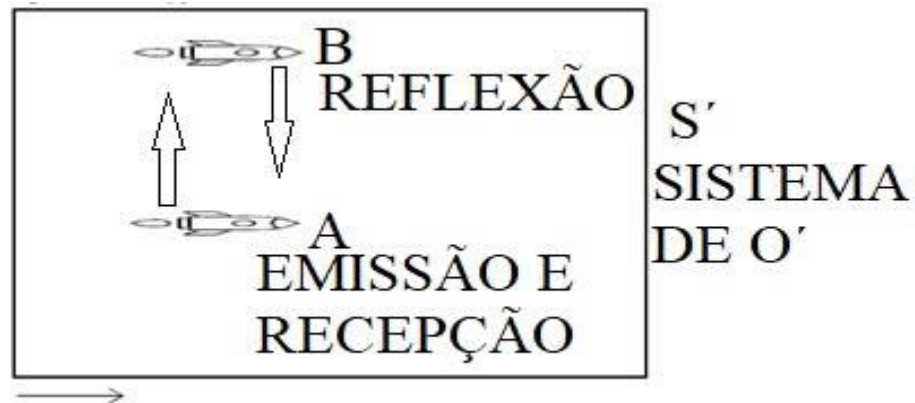 B
REFLEXÃO
A
EMISSÃO E
RECEPÇÃO
S´
SISTEMA
DE O´